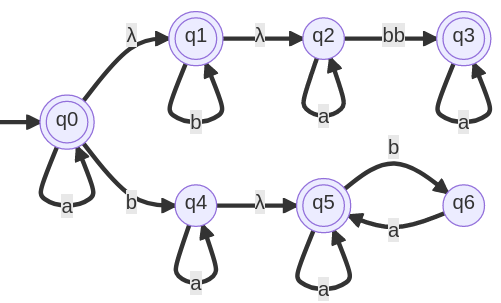 λ q1 λ q2 bb q3
b a a
q0
a b q4 λ q5 b q6
a
a a